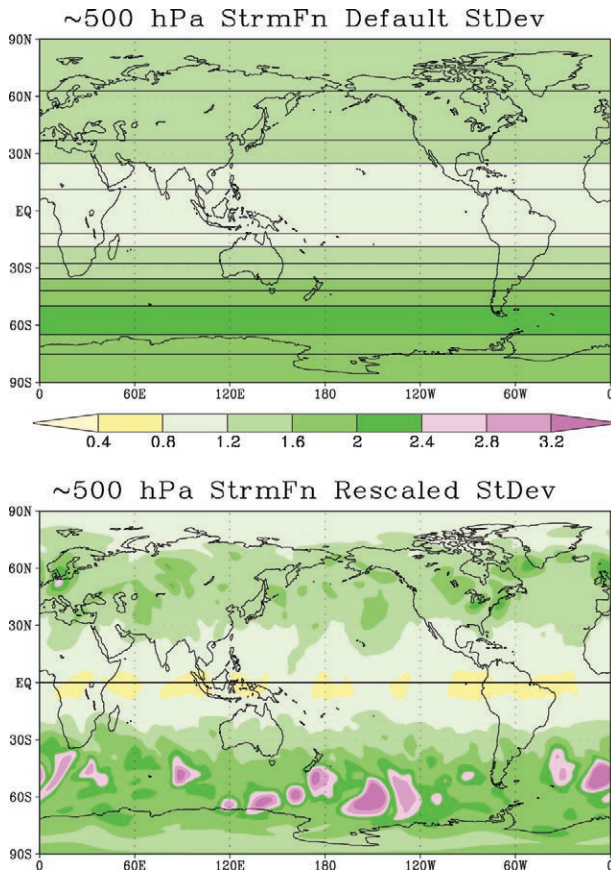 ~500 hPa StrmFn Default StDev
90N
60N
30N
EQ
30S
60S
90S
0 60E 120E 180 120W 60W 0
0.4 0.8 1.2 1.6 2 2.4 2.8 3.2
~500 hPa StrmFn Rescaled StDev
90N
60N
30N
EQ
30S
60S
90S
0 60E 120E 180 120W 60W 0